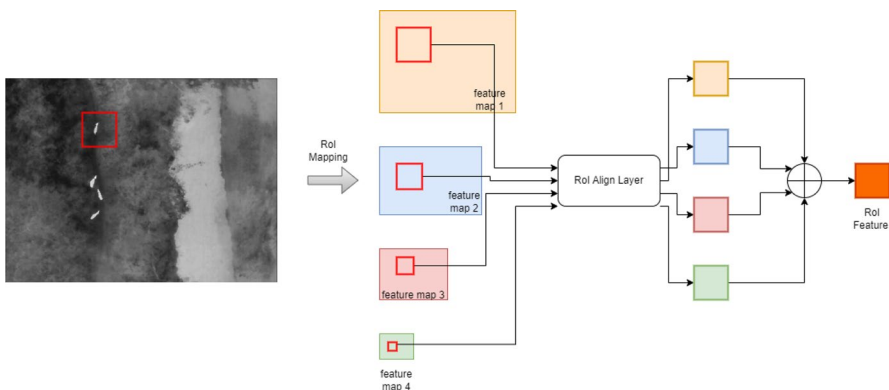 RoI
Mapping
feature
map 1
feature
map 2
feature map 3
feature
map 4
RoI Align Layer
RoI
Feature